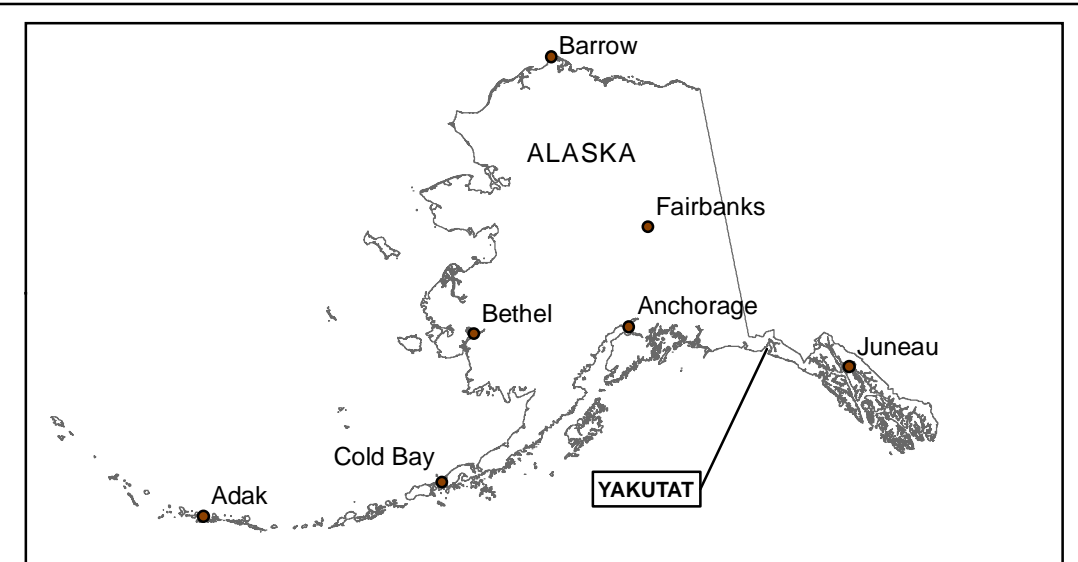 Barrow
ALASKA
Fairbanks
Anchorage
Bethel
Juneau
Cold Bay
YAKUTAT
Adak